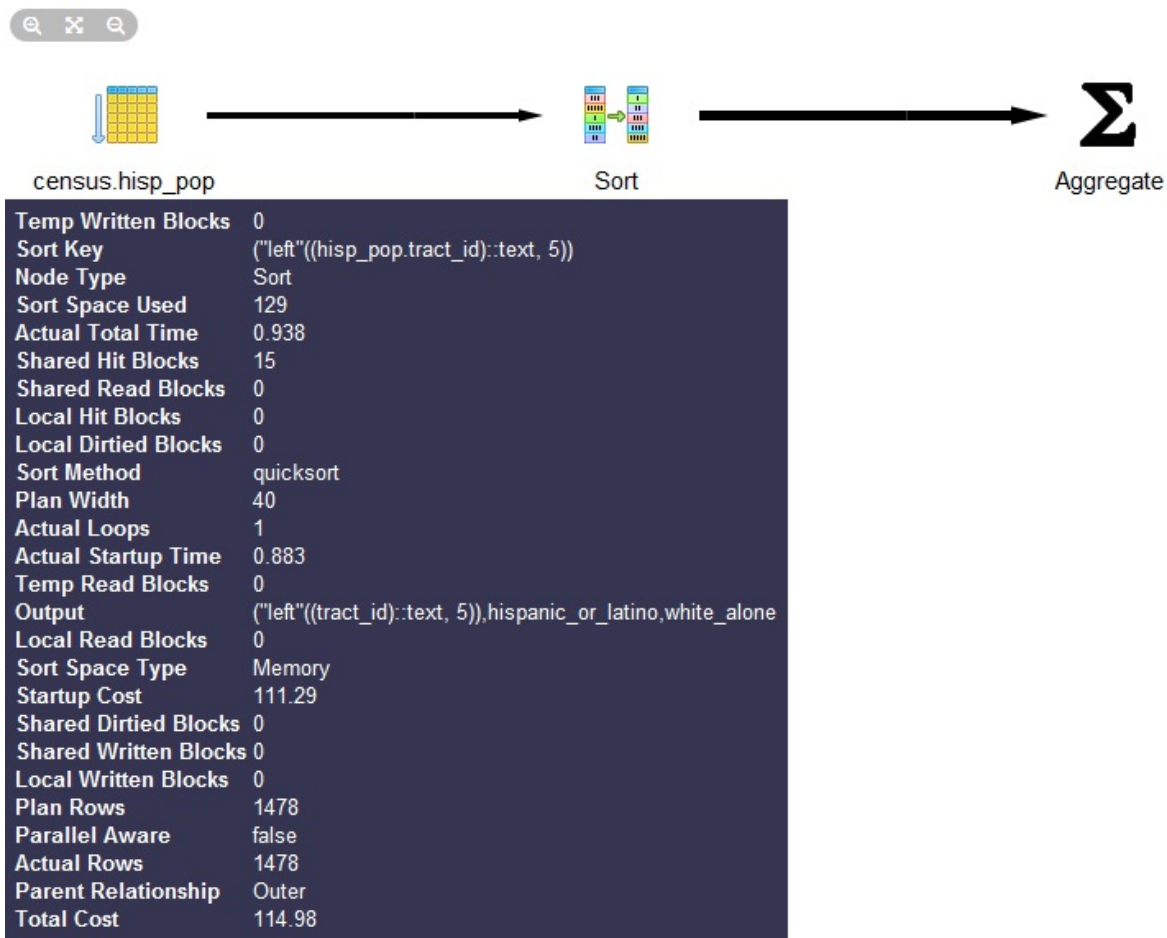 census.hisp_pop
Sort
Aggregate
Temp Written Blocks 0
Sort Key ("left"((hisp_pop.tract_id)::text, 5))
Node Type Sort
Sort Space Used 129
Actual Total Time 0.938
Shared Hit Blocks 15
Shared Read Blocks 0
Local Hit Blocks 0
Local Dirtied Blocks 0
Sort Method quicksort
Plan Width 40
Actual Loops 1
Actual Startup Time 0.883
Temp Read Blocks 0
Output ("left"((tract_id)::text, 5)),hispanic_or_latino,white_alone
Local Read Blocks 0
Sort Space Type Memory
Startup Cost 111.29
Shared Dirtied Blocks 0
Shared Written Blocks 0
Local Written Blocks 0
Plan Rows 1478
Parallel Aware false
Actual Rows 1478
Parent Relationship Outer
Total Cost 114.98